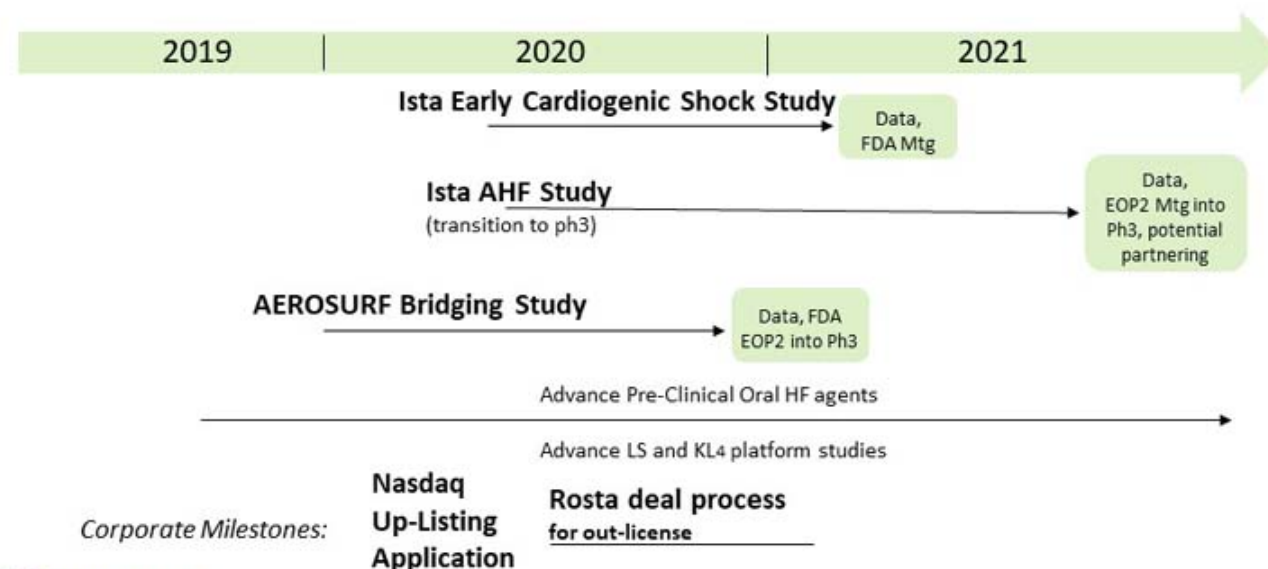 2019 2020 2021
Ista Early Cardiogenic Shock Study
Data,
FDA Mtg
Ista AHF Study
(transition to ph3)
Data,
EOP2 Mtg into
Ph3, potential
partnering
AEROSURF Bridging Study
Data, FDA
EOP2 into Ph3
Advance Pre-Clinical Oral HF agents
Advance LS and KL4 platform studies
Corporate Milestones:
Nasdaq
Up-Listing
Application
Rosta deal process
for out-license